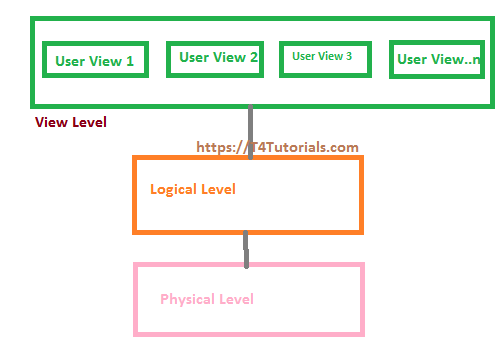 User View 1
User View 2
User View 3
User View..n
View Level
https://T4Tutorials.com
Logical Level
Physical Level